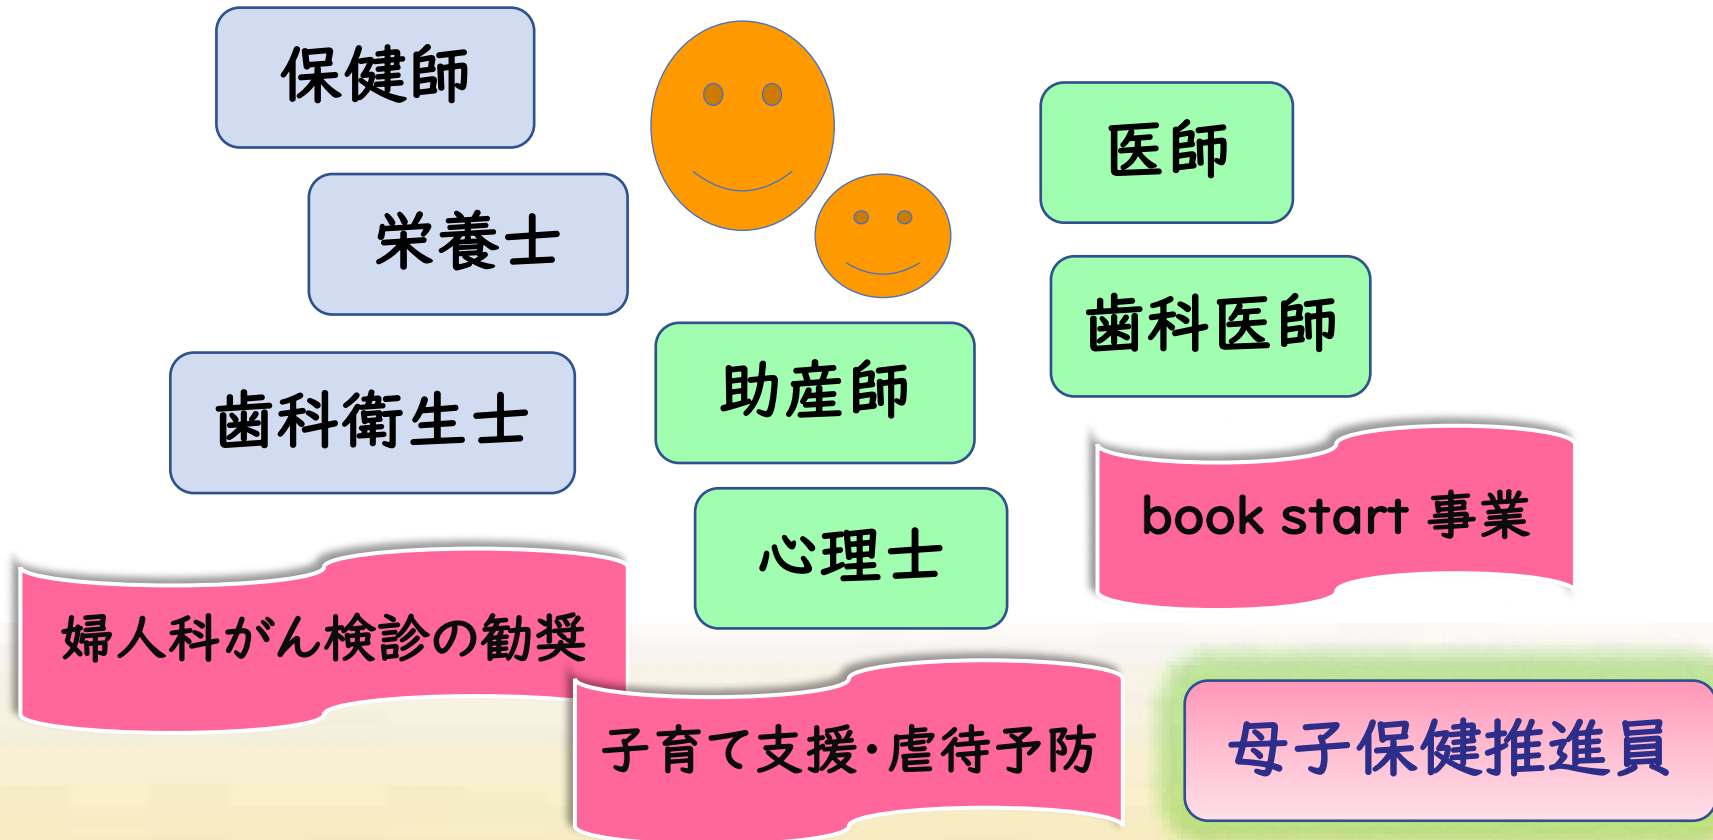 保健師
医師
栄養士
歯科医師
助産師
歯科衛生士
book start 事業
心理士
婦人科がん検診の勧奨
子育て支援・虐待予防
母子保健推進員